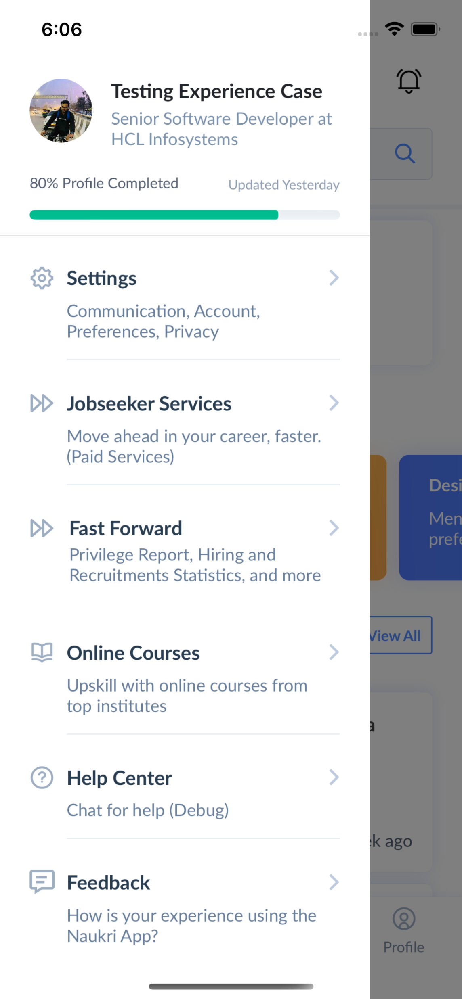 6:06
Testing Experience Case
Senior Software Developer at
HCL Infosystems
80% Profile Completed
Updated Yesterday
Settings
Communication, Account,
Preferences, Privacy
Jobseeker Services
Move ahead in your career, faster.
(Paid Services)
Fast Forward
Privilege Report, Hiring and
Recruitments Statistics, and more
Online Courses
Upskill with online courses from
top institutes
Help Center
Chat for help (Debug)
Feedback
How is your experience using the
Naukri App?
Desi
Men
prefe
View All
a
ek ago
Profile